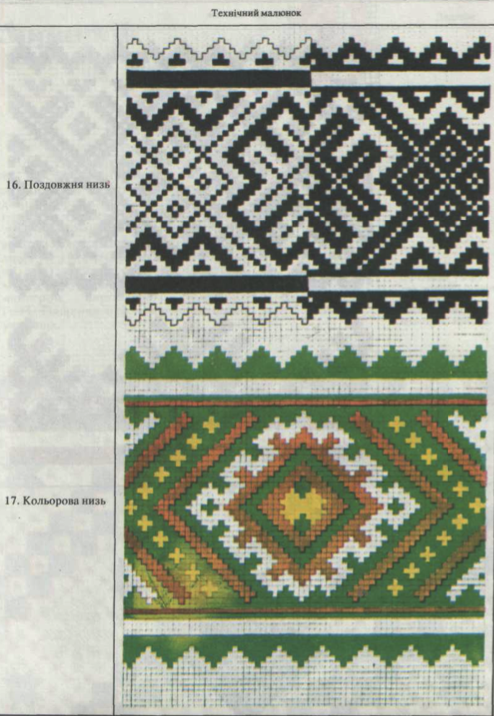 Технічний малюнок
16. Поздовжня низь
17. Кольорова низь